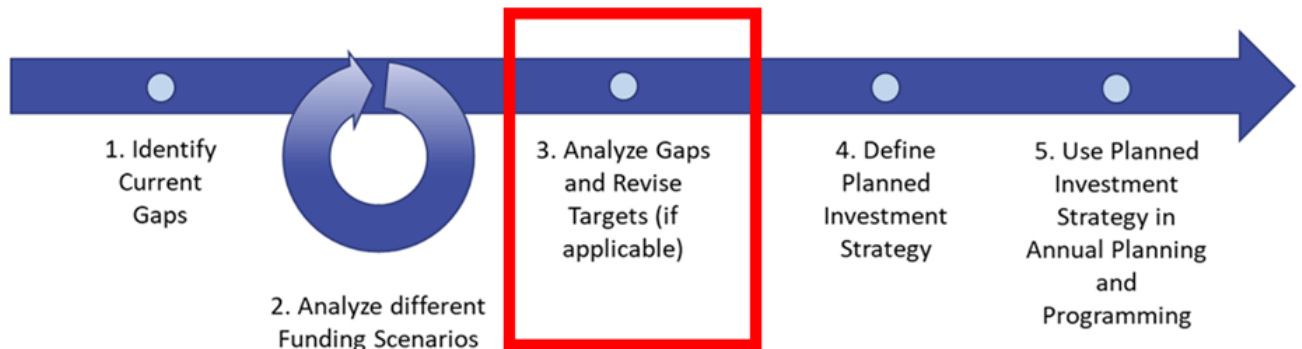 1. Identify
Current
Gaps
2. Analyze different
Funding Scenarios
3. Analyze Gaps
and Revise
Targets (if
applicable)
4. Define
Planned
Investment
Strategy
5. Use Planned
Investment
Strategy in
Annual Planning
and
Programming